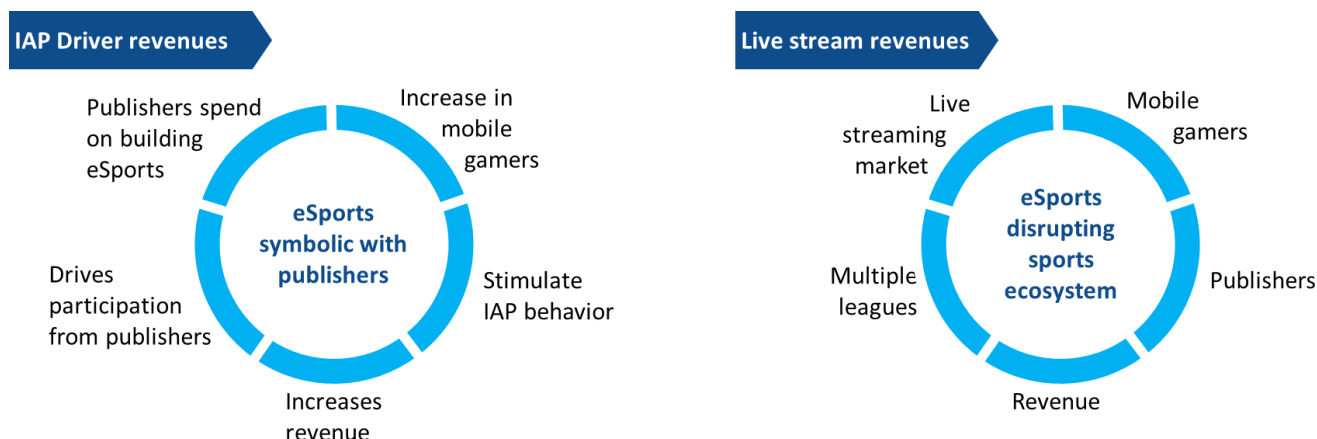 IAP Driver revenues
Publishers spend
on building
eSports
Increase in
mobile
gamers
eSports
symbolic with
publishers
Drives
participation
from publishers
Stimulate
IAP behavior
Increases
revenue
Live stream revenues
Live
streaming
market
Mobile
gamers
eSports
disrupting
sports
ecosystem
Multiple
leagues
Publishers
Revenue